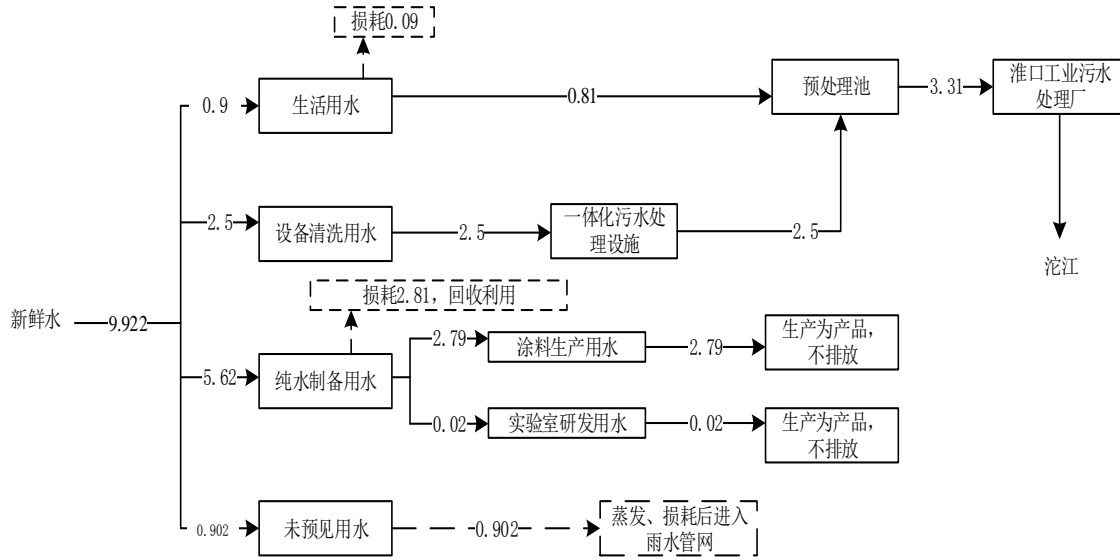 损耗0.09
0.9
生活用水
0.81
预处理池
3.31
淮口工业污水
处理厂
2.5
设备清洗用水
2.5
一体化污水处
理设施
2.5
沱江
损耗2.81，回收利用
新鲜水
9.922
5.62
纯水制备用水
2.79
涂料生产用水
2.79
生产为产品，
不排放
0.02
实验室研发用水
0.02
生产为产品，
不排放
0.902
未预见用水
0.902
蒸发、损耗后进入
雨水管网